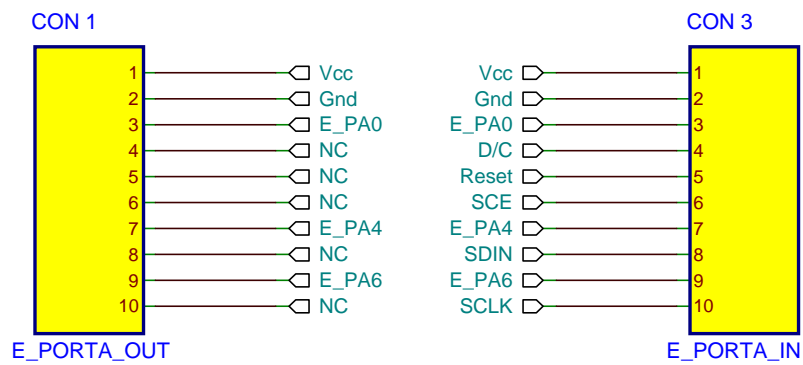 CON 1 CON 3
1 Vcc Vcc 1
2 Gnd Gnd 2
3 E_PA0 E_PA0 3
4 NC D/C 4
5 NC Reset 5
6 NC SCE 6
7 E_PA4 E_PA4 7
8 NC SDIN 8
9 E_PA6 E_PA6 9
10 NC SCLK 10
E_PORTA_OUT E_PORTA_IN